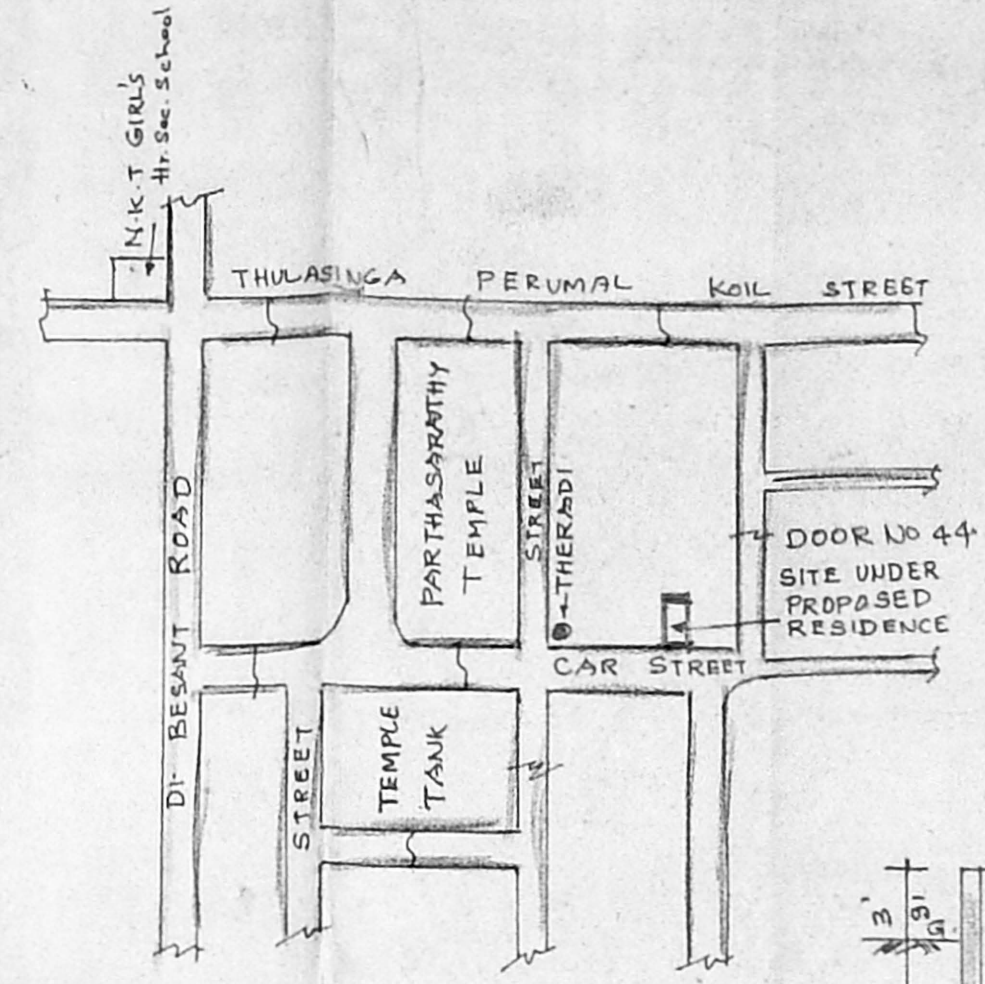 N.K.T GIRL'S
Hr. Sec. School
THULASINGA PERUMAL KOIL STREET
PARTHASARATHY
TEMPLE
STREET
THERADI
DOOR NO 44.
SITE UNDER
PROPOSED
RESIDENCE
CAR STREET
DI- BESANT ROAD
STREET
TEMPLE
TANK
3'
9'
G.